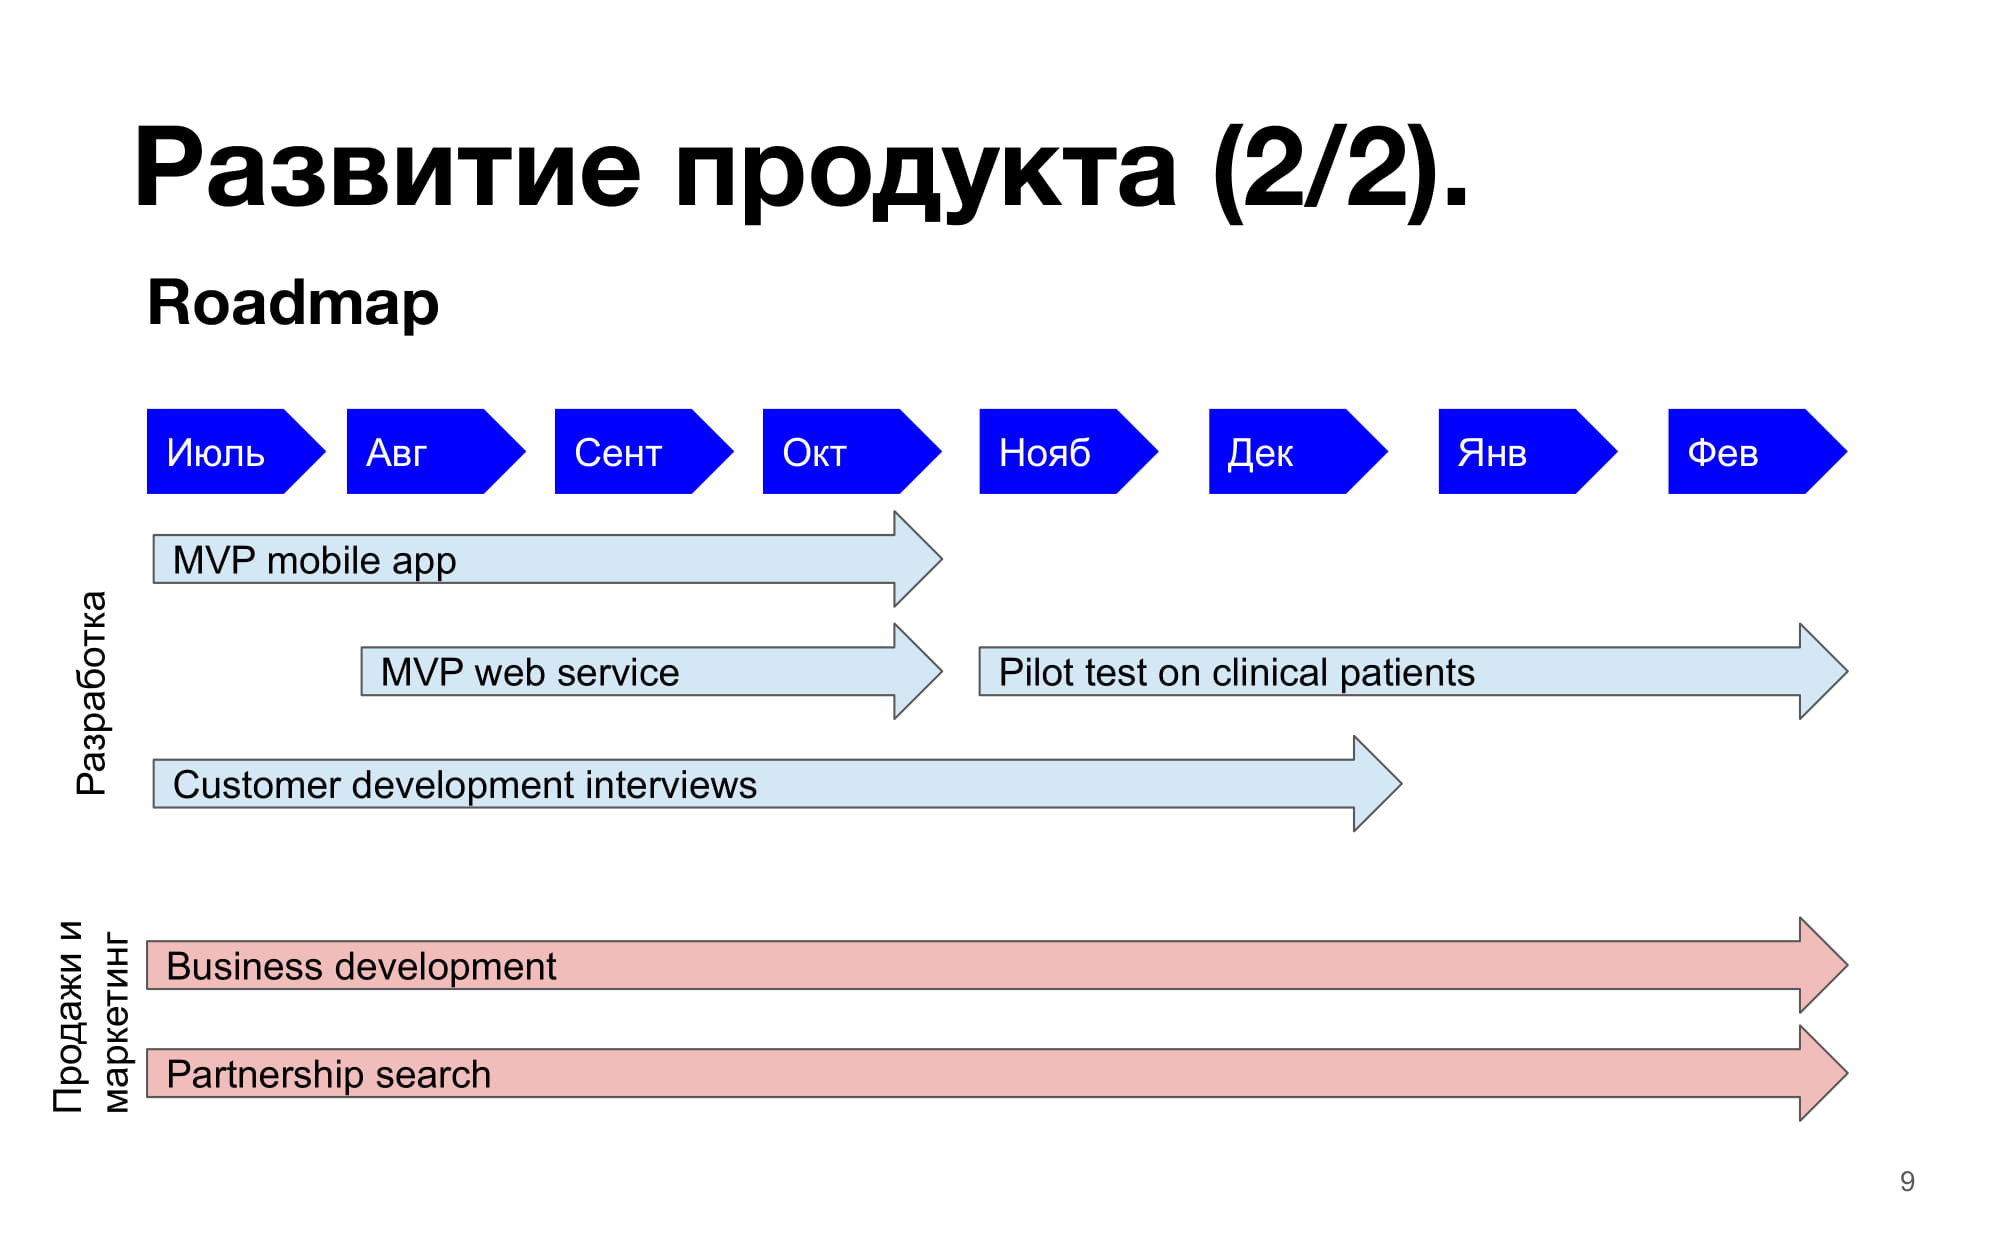 Развитие продукта (2/2).
Roadmap
Июль
Авг
Сент
Окт
Нояб
Дек
Янв
Фев
Разработка
MVP mobile app
MVP web service
Pilot test on clinical patients
Customer development interviews
Продажи и
маркетинг
Business development
Partnership search
9